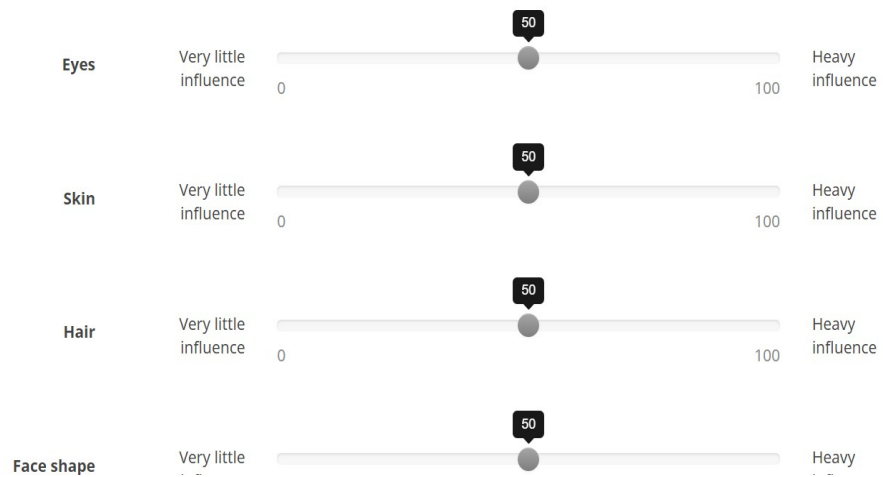 50
Eyes Very little influence Heavy influence
0 100
50
Skin Very little influence Heavy influence
0 100
50
Hair Very little influence Heavy influence
0 100
50
Face shape Very little Heavy